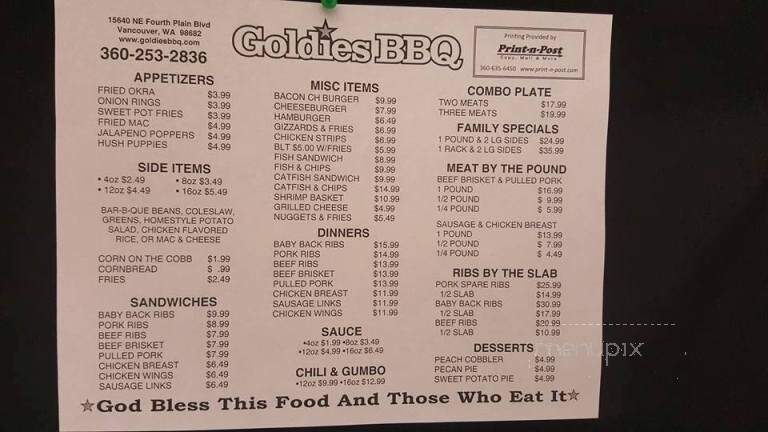 15640 NE Fourth Plain Blvd
Vancouver, WA 98682
www.goldiesbbq.com
360-253-2836
Goldies BBQ
Printing Provided by
Print-n-Post
Copy, Mail & More
360-635-6450 www.print-n-post.com
APPETIZERS
FRIED OKRA $3.99
ONION RINGS $3.99
SWEET POT FRIES $3.99
FRIED MAC $4.99
JALAPENO POPPERS $4.99
HUSH PUPPIES $4.99
SIDE ITEMS
• 4oz $2.49 • 8oz $3.49
• 12oz $4.49 • 16oz $5.49
BAR-B-QUE BEANS, COLESLAW,
GREENS, HOMESTYLE POTATO
SALAD, CHICKEN FLAVORED
RICE, OR MAC & CHEESE
CORN ON THE COBB $1.99
CORNBREAD $ .99
FRIES $2.49
SANDWICHES
BABY BACK RIBS $9.99
PORK RIBS $8.99
BEEF RIBS $7.99
BEEF BRISKET $7.99
PULLED PORK $7.99
CHICKEN BREAST $6.49
CHICKEN WINGS $6.49
SAUSAGE LINKS $6.49
MISC ITEMS
BACON CH BURGER $9.99
CHEESEBURGER $7.99
HAMBURGER $6.49
GIZZARDS & FRIES $6.99
CHICKEN STRIPS $6.99
BLT $5.00 W/FRIES $5.99
FISH SANDWICH $8.99
FISH & CHIPS $9.99
CATFISH SANDWICH $9.99
CATFISH & CHIPS $14.99
SHRIMP BASKET $10.99
GRILLED CHEESE $4.99
NUGGETS & FRIES $5.49
DINNERS
BABY BACK RIBS $15.99
PORK RIBS $14.99
BEEF RIBS $13.99
BEEF BRISKET $13.99
PULLED PORK $13.99
CHICKEN BREAST $11.99
SAUSAGE LINKS $11.99
CHICKEN WINGS $11.99
SAUCE
•4oz $1.99 •8oz $3.49
•12oz $4.99 •16oz $6.49
CHILI & GUMBO
•12oz $9.99 •16oz $12.99
COMBO PLATE
TWO MEATS $17.99
THREE MEATS $19.99
FAMILY SPECIALS
1 POUND & 2 LG SIDES $24.99
1 RACK & 2 LG SIDES $35.99
MEAT BY THE POUND
BEEF BRISKET & PULLED PORK
1 POUND $16.99
1/2 POUND $ 9.99
1/4 POUND $ 5.99
SAUSAGE & CHICKEN BREAST
1 POUND $13.99
1/2 POUND $ 7.99
1/4 POUND $ 4.49
RIBS BY THE SLAB
PORK SPARE RIBS $25.99
1/2 SLAB $14.99
BABY BACK RIBS $30.99
1/2 SLAB $17.99
BEEF RIBS $20.99
1/2 SLAB $10.99
DESSERTS
PEACH COBBLER $4.99
PECAN PIE $4.99
SWEET POTATO PIE $4.99
menupix
God Bless This Food And Those Who Eat It